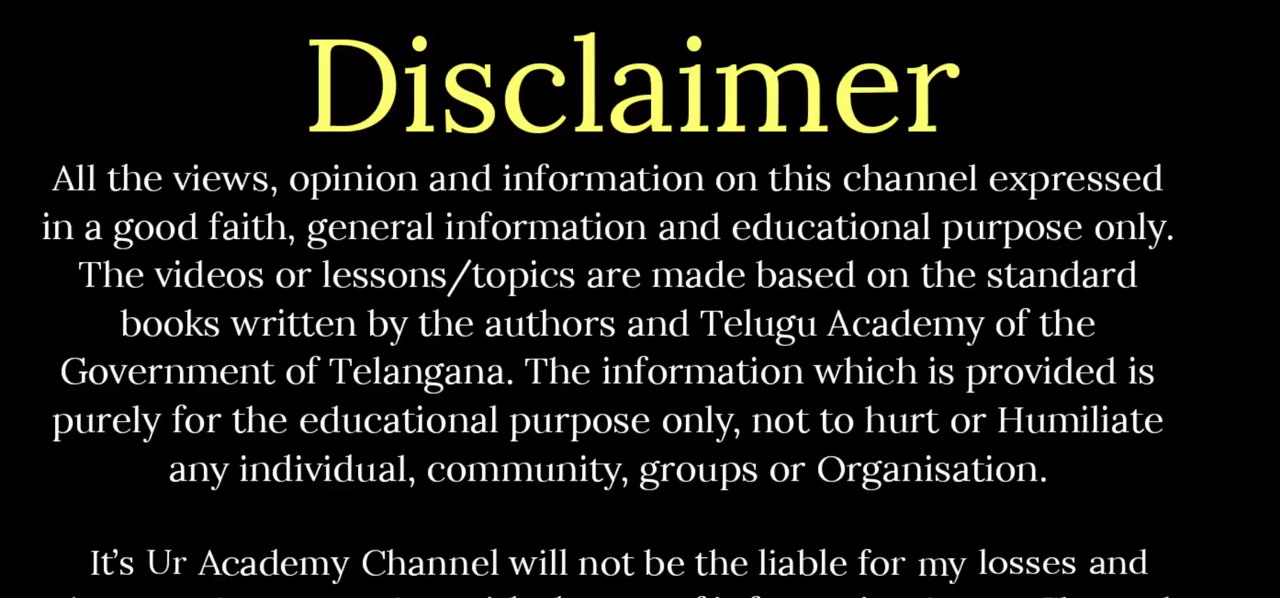 Disclaimer
All the views, opinion and information on this channel expressed
in a good faith, general information and educational purpose only.
The videos or lessons/topics are made based on the standard
books written by the authors and Telugu Academy of the
Government of Telangana. The information which is provided is
purely for the educational purpose only, not to hurt or Humiliate
any individual, community, groups or Organisation.
It's Ur Academy Channel will not be the liable for my losses and